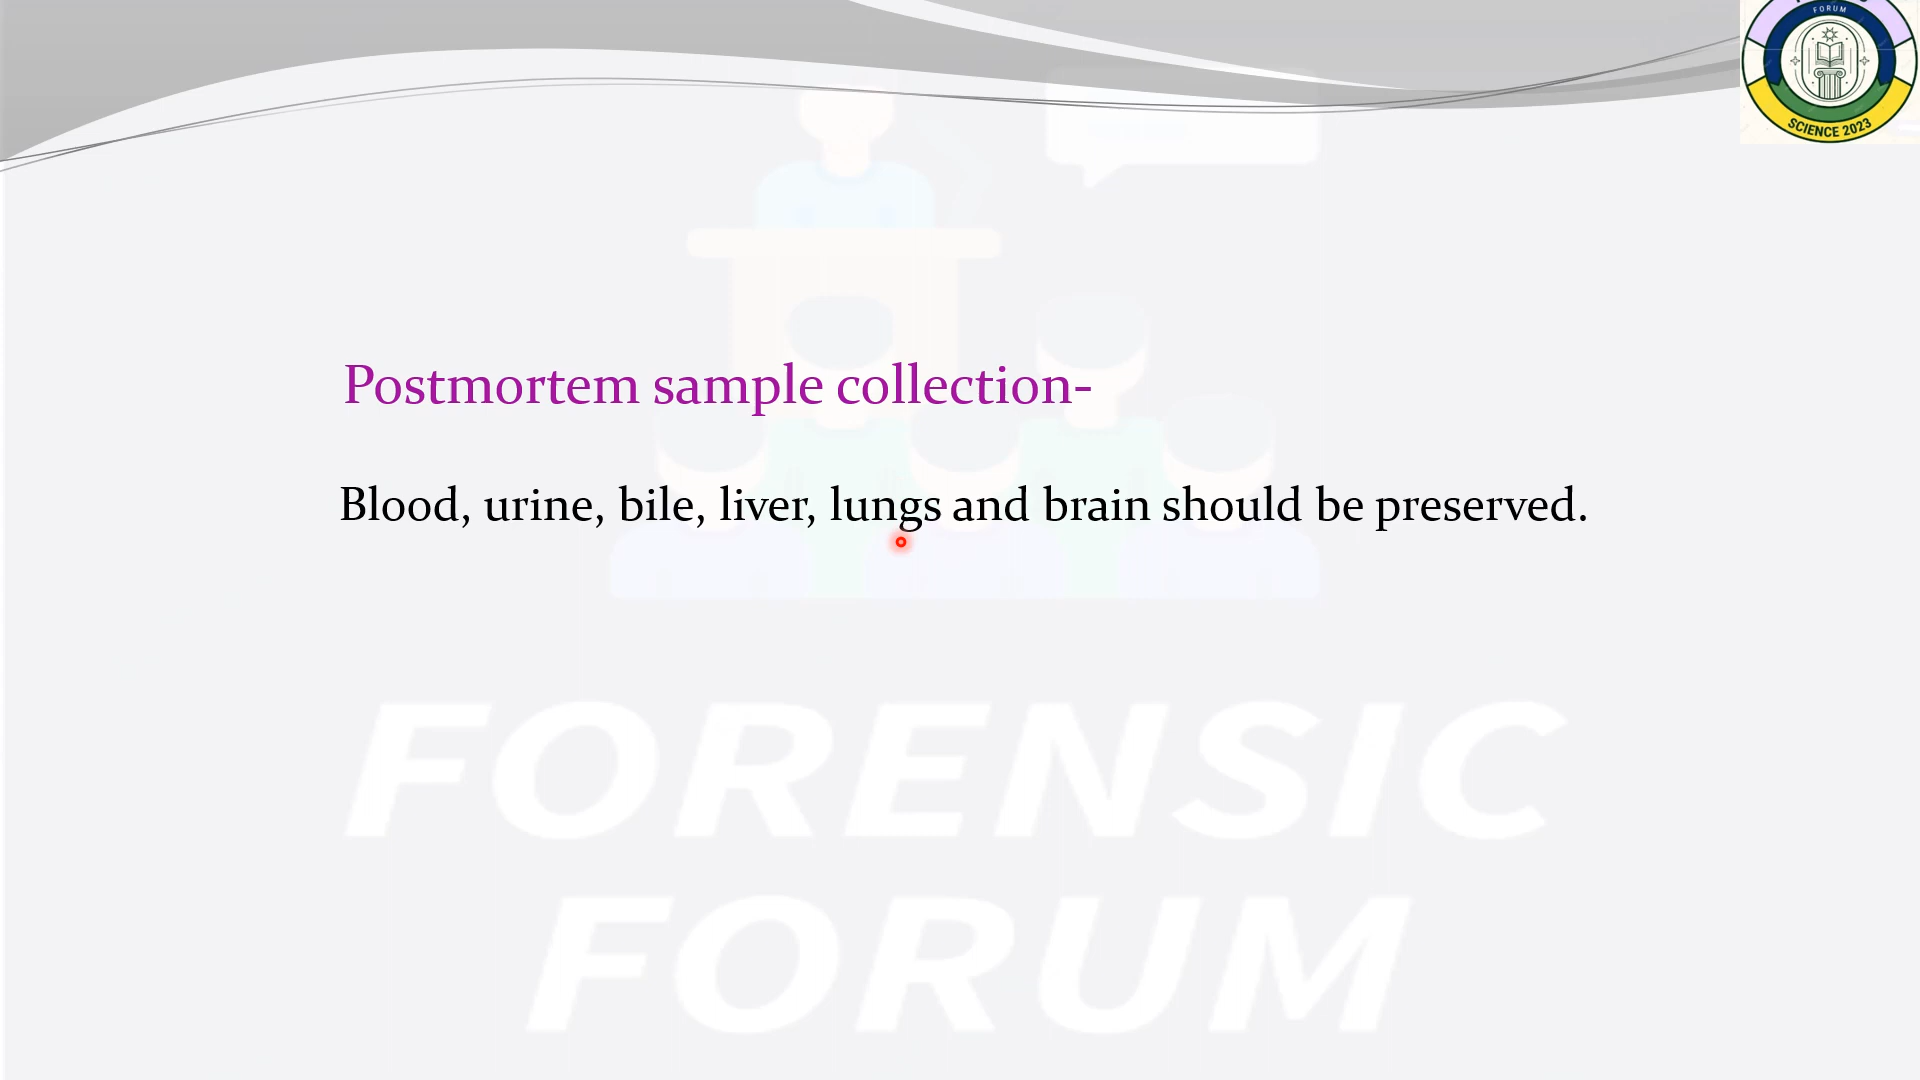 FORUM
SCIENCE 2023
Postmortem sample collection-
Blood, urine, bile, liver, lungs and brain should be preserved.
FORENSIC
FORUM